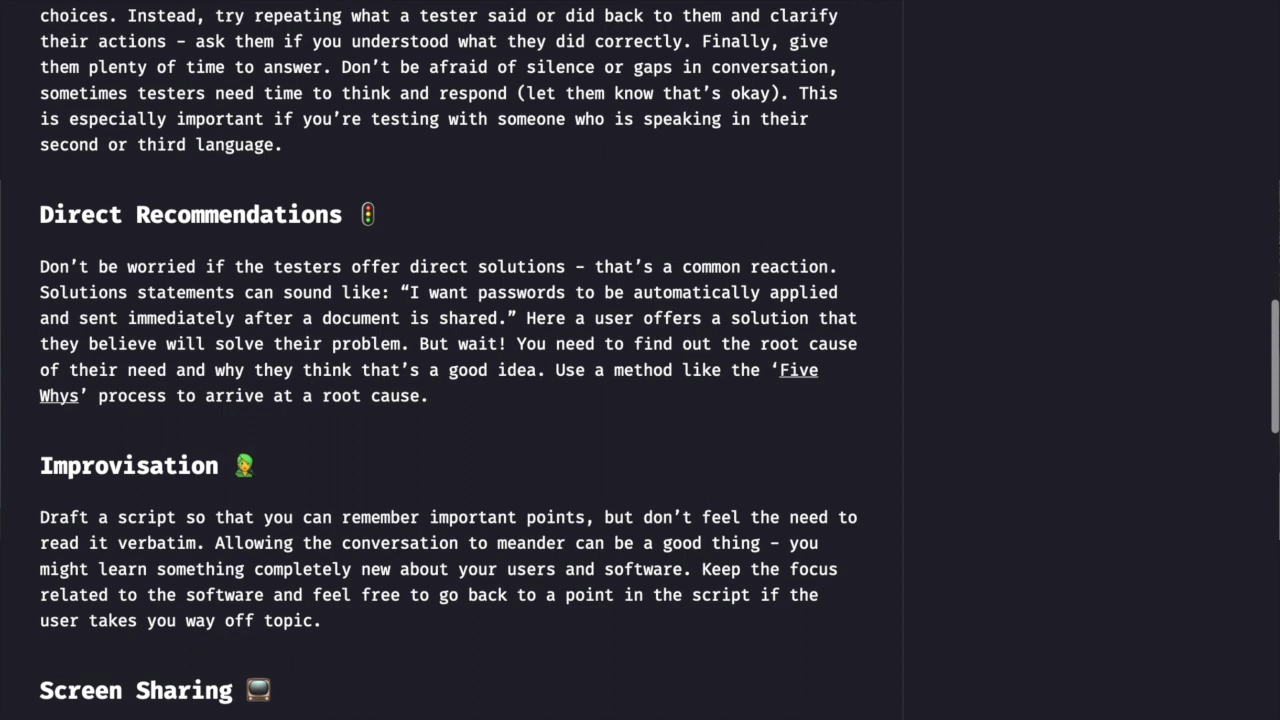 choices. Instead, try repeating what a tester said or did back to them and clarify
their actions – ask them if you understood what they did correctly. Finally, give
them plenty of time to answer. Don’t be afraid of silence or gaps in conversation,
sometimes testers need time to think and respond (let them know that’s okay). This
is especially important if you’re testing with someone who is speaking in their
second or third language.
Direct Recommendations 🚦
Don’t be worried if the testers offer direct solutions – that’s a common reaction.
Solutions statements can sound like: “I want passwords to be automatically applied
and sent immediately after a document is shared.” Here a user offers a solution that
they believe will solve their problem. But wait! You need to find out the root cause
of their need and why they think that’s a good idea. Use a method like the ‘Five
Whys’ process to arrive at a root cause.
Improvisation
Draft a script so that you can remember important points, but don’t feel the need to
read it verbatim. Allowing the conversation to meander can be a good thing – you
might learn something completely new about your users and software. Keep the focus
related to the software and feel free to go back to a point in the script if the
user takes you way off topic.
Screen Sharing 📺